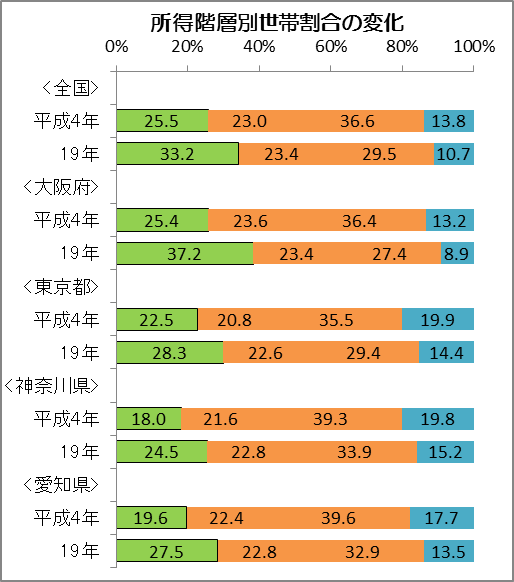 所得階層別世帯割合の変化
0% 20% 40% 60% 80% 100%
<全国>
平成4年 25.5 23.0 36.6 13.8
19年 33.2 23.4 29.5 10.7
<大阪府>
平成4年 25.4 23.6 36.4 13.2
19年 37.2 23.4 27.4 8.9
<東京都>
平成4年 22.5 20.8 35.5 19.9
19年 28.3 22.6 29.4 14.4
<神奈川県>
平成4年 18.0 21.6 39.3 19.8
19年 24.5 22.8 33.9 15.2
<愛知県>
平成4年 19.6 22.4 39.6 17.7
19年 27.5 22.8 32.9 13.5